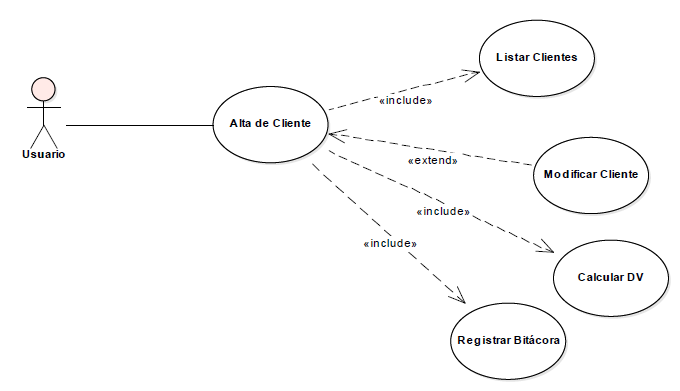 Listar Clientes
«include»
Alta de Cliente
Usuario
«extend»
Modificar Cliente
«include»
«include»
Calcular DV
Registrar Bitácora